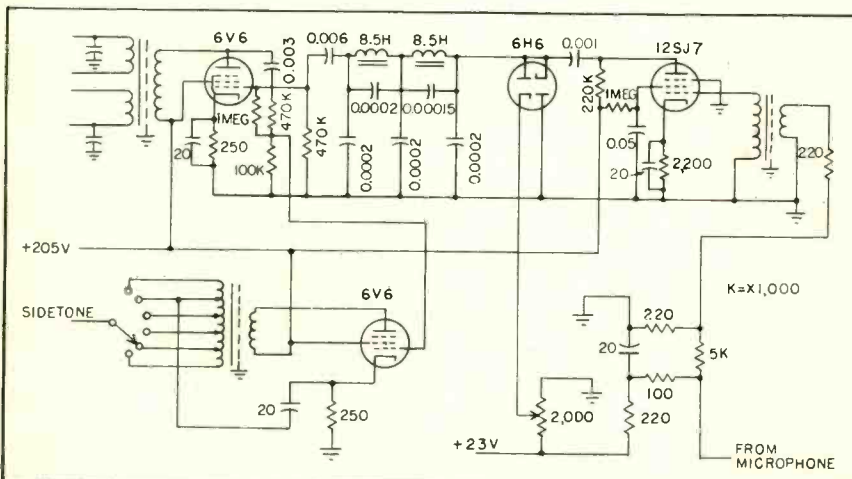 6V6
0.003
0.006
8.5H
8.5H
6H6
0.001
12SJ7
0.0002
0.00015
220K
1MEG
1MEG
470K
470K
20
250
100K
0.0002
0.0002
0.0002
0.05
20
2,200
220
+205V
6V6
K=X1,000
SIDETONE
220
20
5K
100
20
250
2,000
220
+23V
FROM
MICROPHONE